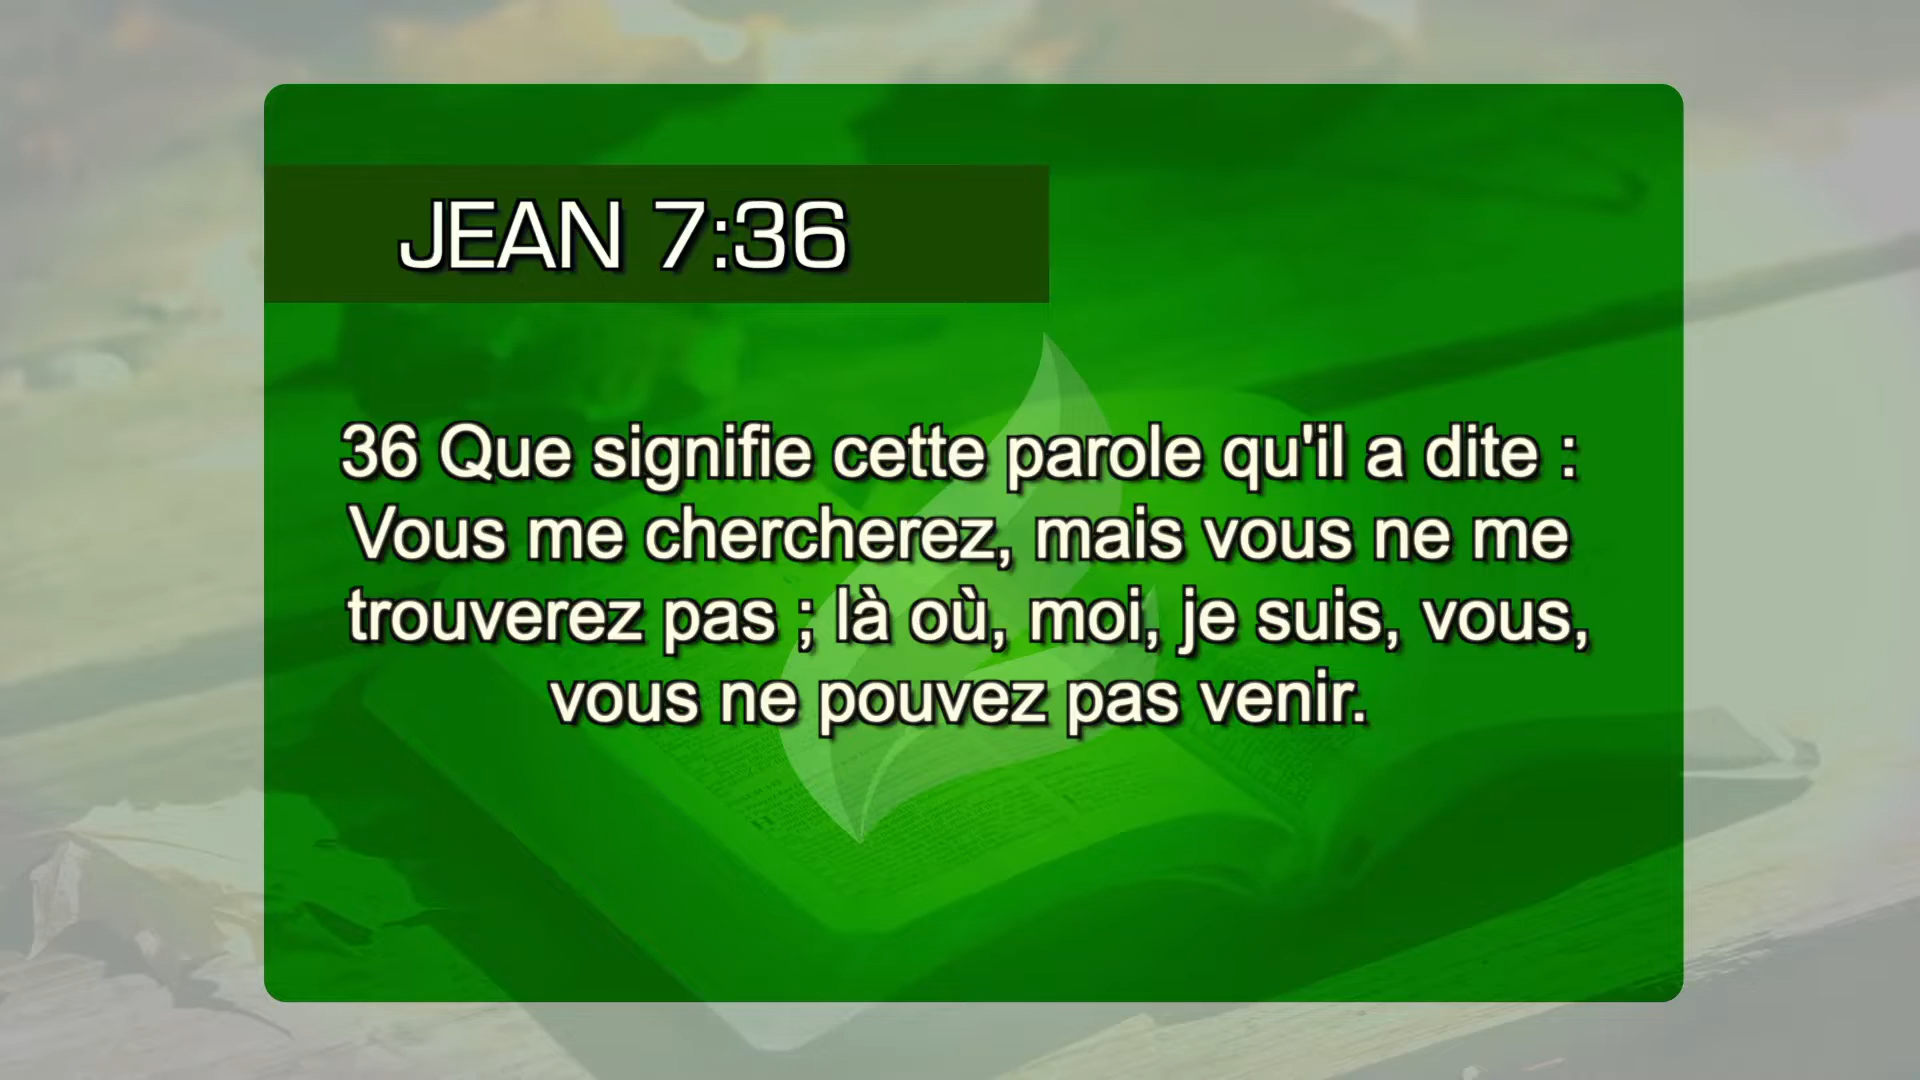 JEAN 7:36
36 Que signifie cette parole qu'il a dite :
Vous me chercherez, mais vous ne me
trouverez pas ; là où, moi, je suis, vous,
vous ne pouvez pas venir.